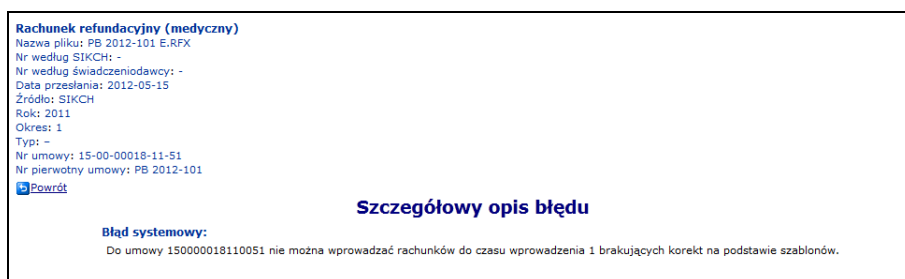 Rachunek refundacyjny (medyczny)
Nazwa pliku: PB 2012-101 E.RFX
Nr według SIKCH: -
Nr według świadczeniodawcy: -
Data przesłania: 2012-05-15
Źródło: SIKCH
Rok: 2011
Okres: 1
Typ: –
Nr umowy: 15-00-00018-11-51
Nr pierwotny umowy: PB 2012-101
Powrót
Szczegółowy opis błędu
Błąd systemowy:
Do umowy 150000018110051 nie można wprowadzać rachunków do czasu wprowadzenia 1 brakujących korekt na podstawie szablonów.